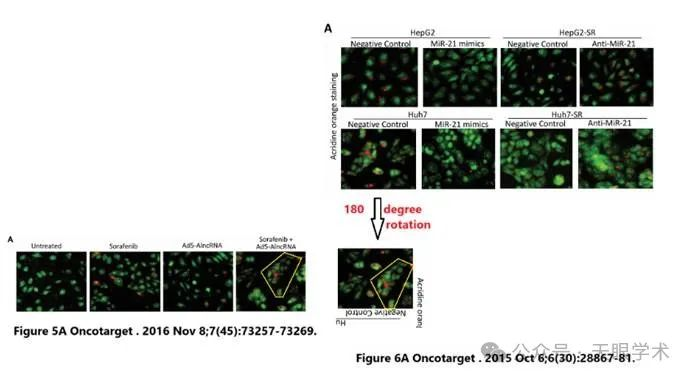 A
HepG2
HepG2-SR
Negative Control
MiR-21 mimics
Negative Control
Anti-MiR-21
Acridine orange staining
Huh7
Huh7-SR
Negative Control
MiR-21 mimics
Negative Control
Anti-MiR-21
180 degree
rotation
A
Untreated
Sorafenib
Ad5-AlncRNA
Sorafenib +
Ad5-AlncRNA
Acridine orang
Negative Control
Hu
Figure 5A Oncotarget . 2016 Nov 8;7(45):73257-73269.
Figure 6A Oncotarget . 2015 Oct 6;6(30):28867-81.
公众号 · 天眼学术